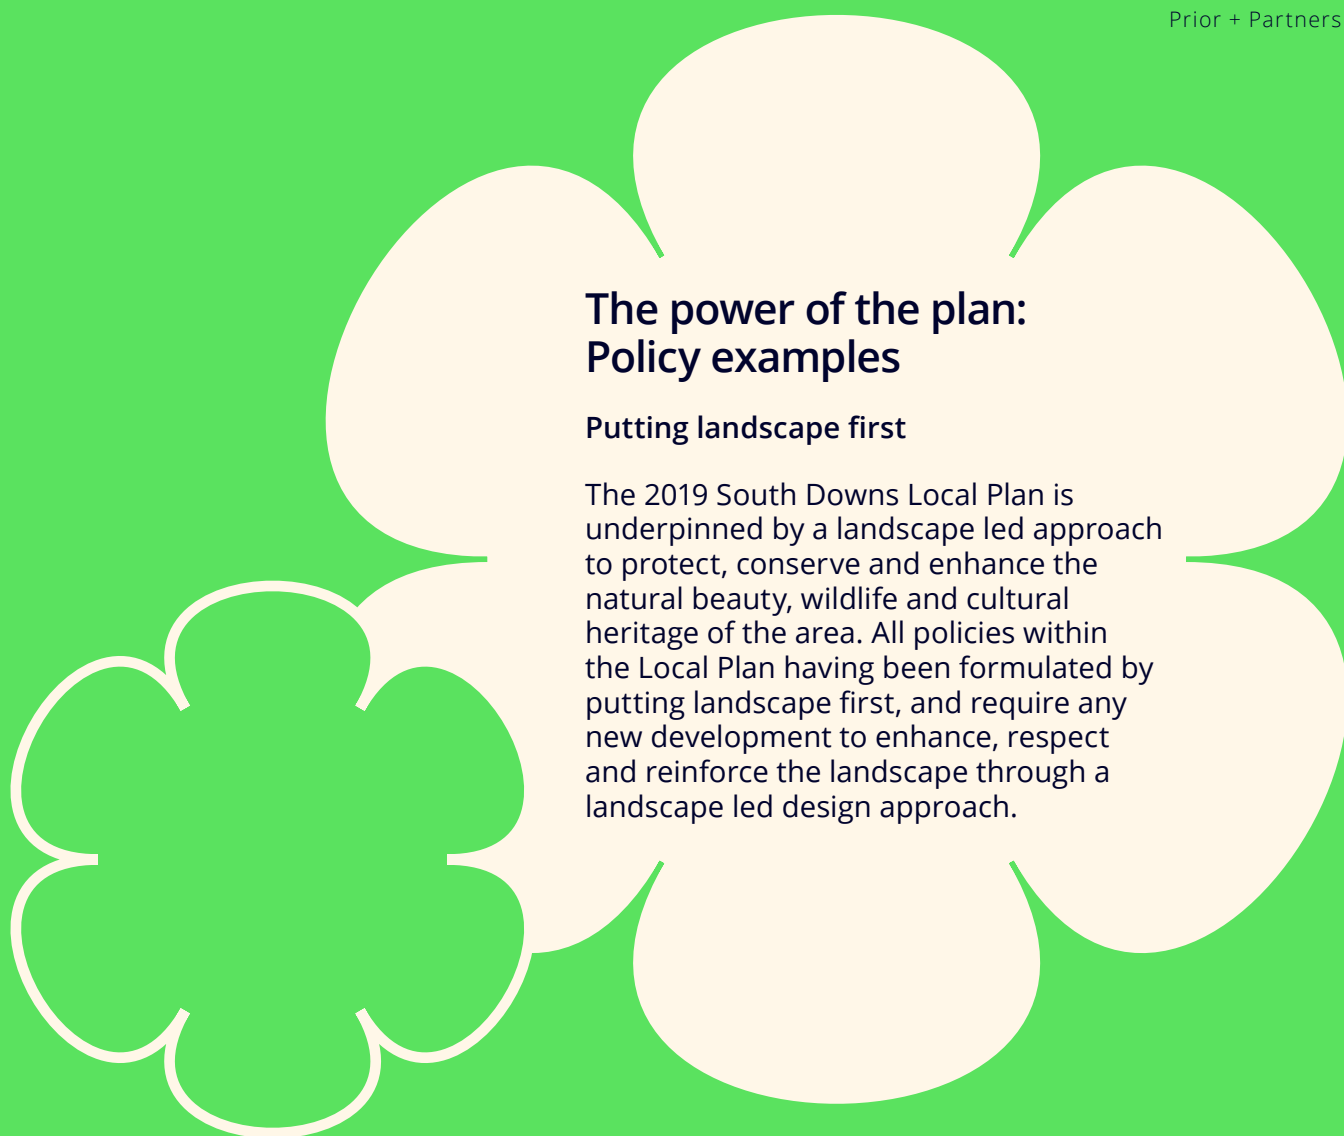 Prior + Partners
The power of the plan:
Policy examples
Putting landscape first
The 2019 South Downs Local Plan is
underpinned by a landscape led approach
to protect, conserve and enhance the
natural beauty, wildlife and cultural
heritage of the area. All policies within
the Local Plan having been formulated by
putting landscape first, and require any
new development to enhance, respect
and reinforce the landscape through a
landscape led design approach.